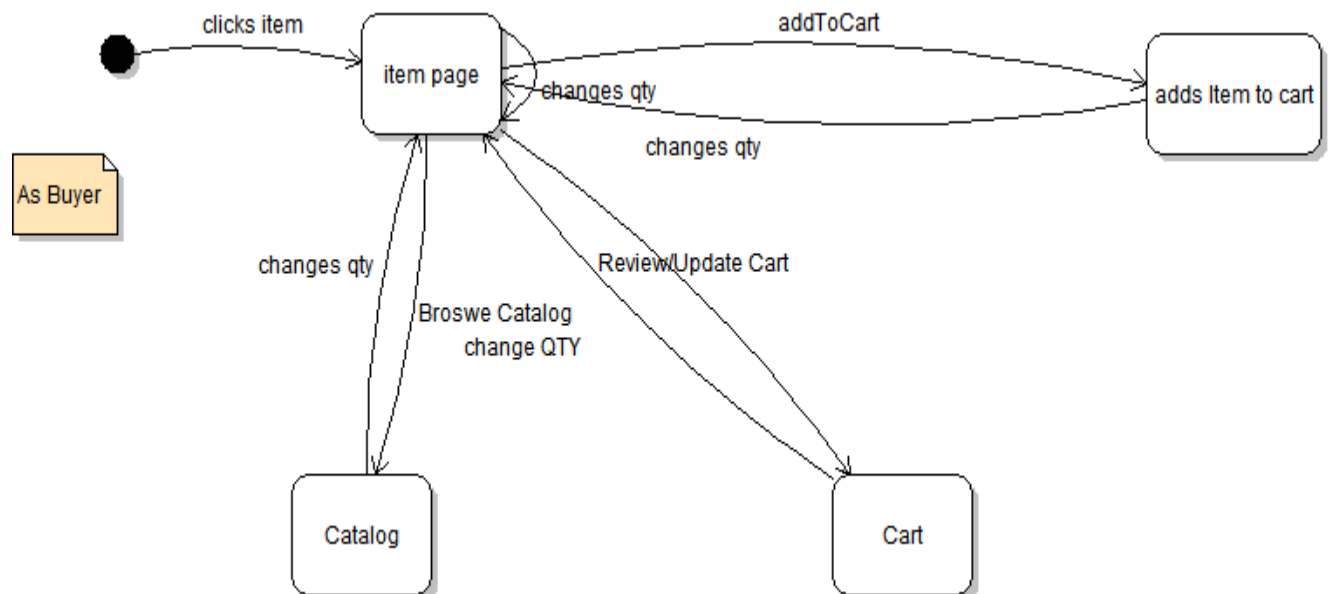 clicks item
addToCart
item page
changes qty
adds Item to cart
changes qty
As Buyer
changes qty
Review/Update Cart
Broswe Catalog
change QTY
Catalog
Cart